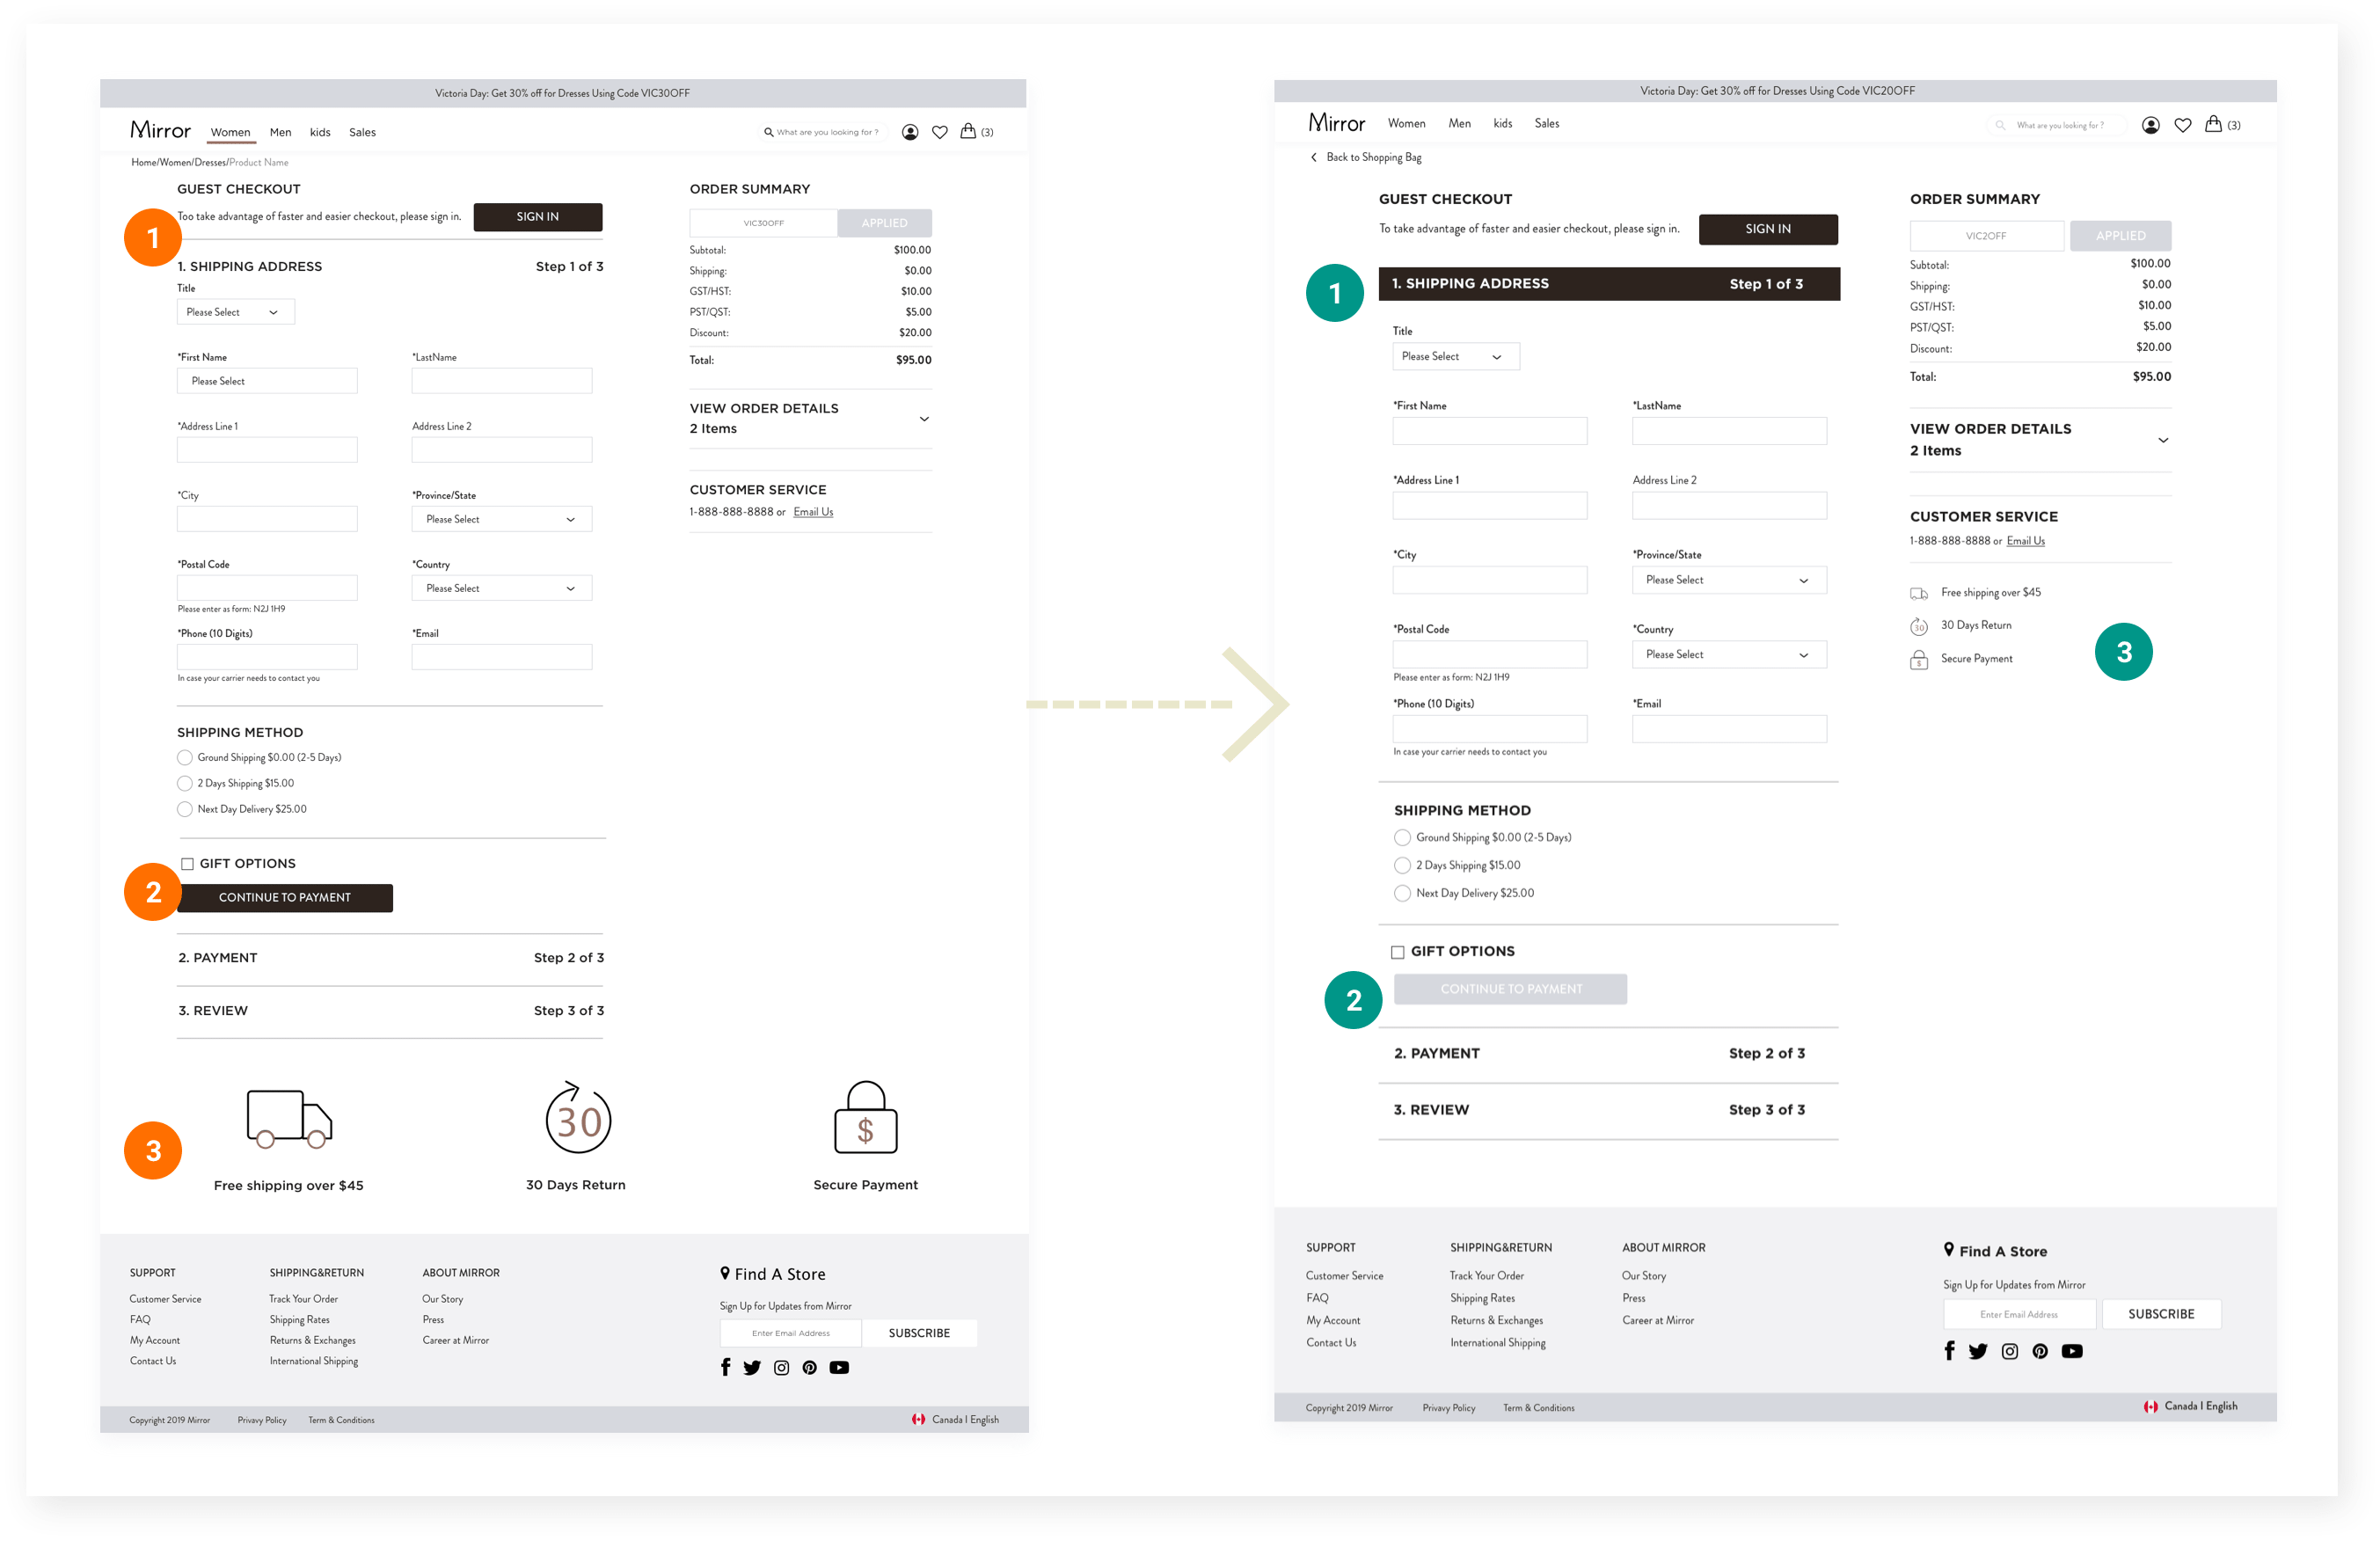 Victoria Day: Get 30% off for Dresses Using Code VIC30OFF
Mirror Women Men kids Sales What are you looking for ? (3)
Home/Women/Dresses/Product Name
GUEST CHECKOUT
Too take advantage of faster and easier checkout, please sign in. SIGN IN
1
1. SHIPPING ADDRESS Step 1 of 3
Title
Please Select
*First Name *LastName
Please Select
*Address Line 1 Address Line 2
*City *Province/State
Please Select
*Postal Code *Country
Please Select
Please enter as form: N2J 1H9
*Phone (10 Digits) *Email
In case your carrier needs to contact you
SHIPPING METHOD
Ground Shipping $0.00 (2-5 Days)
2 Days Shipping $15.00
Next Day Delivery $25.00
GIFT OPTIONS
2 CONTINUE TO PAYMENT
2. PAYMENT Step 2 of 3
3. REVIEW Step 3 of 3
ORDER SUMMARY
VIC30OFF APPLIED
Subtotal: $100.00
Shipping: $0.00
GST/HST: $10.00
PST/QST: $5.00
Discount: $20.00
Total: $95.00
VIEW ORDER DETAILS
2 Items
CUSTOMER SERVICE
1-888-888-8888 or Email Us
3 30 $
Free shipping over $45 30 Days Return Secure Payment
SUPPORT SHIPPING&RETURN ABOUT MIRROR
Customer Service Track Your Order Our Story
FAQ Shipping Rates Press
My Account Returns & Exchanges Career at Mirror
Contact Us International Shipping
Find A Store
Sign Up for Updates from Mirror
Enter Email Address SUBSCRIBE
Copyright 2019 Mirror Privavy Policy Term & Conditions Canada I English
Victoria Day: Get 30% off for Dresses Using Code VIC20OFF
Mirror Women Men kids Sales What are you looking for ? (3)
Back to Shopping Bag
GUEST CHECKOUT
To take advantage of faster and easier checkout, please sign in. SIGN IN
1 1. SHIPPING ADDRESS Step 1 of 3
Title
Please Select
*First Name *LastName
*Address Line 1 Address Line 2
*City *Province/State
Please Select
*Postal Code *Country
Please Select
Please enter as form: N2J 1H9
*Phone (10 Digits) *Email
In case your carrier needs to contact you
SHIPPING METHOD
Ground Shipping $0.00 (2-5 Days)
2 Days Shipping $15.00
Next Day Delivery $25.00
GIFT OPTIONS
2 CONTINUE TO PAYMENT
2. PAYMENT Step 2 of 3
3. REVIEW Step 3 of 3
ORDER SUMMARY
VIC2OFF APPLIED
Subtotal: $100.00
Shipping: $0.00
GST/HST: $10.00
PST/QST: $5.00
Discount: $20.00
Total: $95.00
VIEW ORDER DETAILS
2 Items
CUSTOMER SERVICE
1-888-888-8888 or Email Us
Free shipping over $45
30 30 Days Return
3
$ Secure Payment
SUPPORT SHIPPING&RETURN ABOUT MIRROR
Customer Service Track Your Order Our Story
FAQ Shipping Rates Press
My Account Returns & Exchanges Career at Mirror
Contact Us International Shipping
Find A Store
Sign Up for Updates from Mirror
Enter Email Address SUBSCRIBE
Copyright 2019 Mirror Privavy Policy Term & Conditions Canada I English